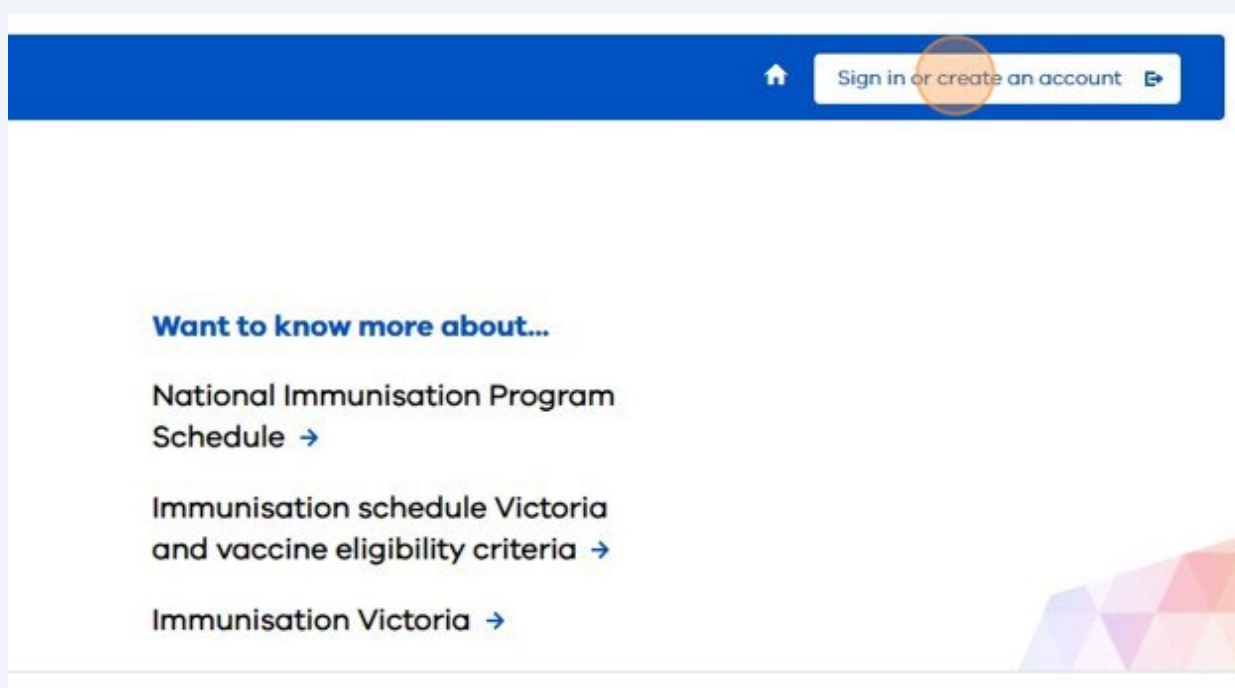 Sign in or create an account
Want to know more about...
National Immunisation Program
Schedule →
Immunisation schedule Victoria
and vaccine eligibility criteria →
Immunisation Victoria →